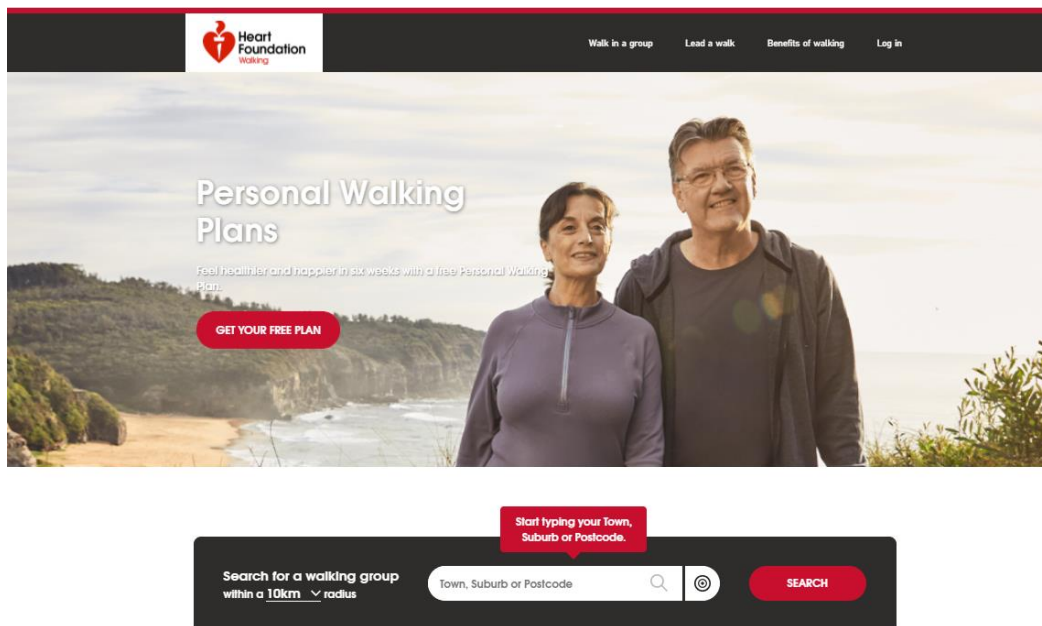 Heart
Foundation
Walking
Walk in a group
Lead a walk
Benefits of walking
Log in
Personal Walking
Plans
Feel healthier and happier in six weeks with a free Personal Walking
Plan.
GET YOUR FREE PLAN
Start typing your Town,
Suburb or Postcode.
Search for a walking group
within a 10km radius
Town, Suburb or Postcode
SEARCH